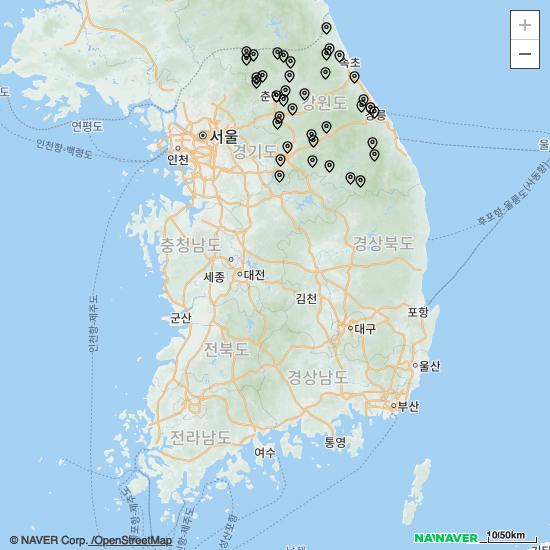 +
−
속초
춘
강원도
강릉
연평도
서울
인천항-백령도
인천
경기도
울
후포항-울릉도(사동항)
충청남도
경상북도
세종
대전
김천
군산
포항
인천항-제주도
전북도
대구
경상남도
울산
부산
전라남도
여수
통영
© NAVER Corp. /OpenStreetMap
NAVER
10/50km